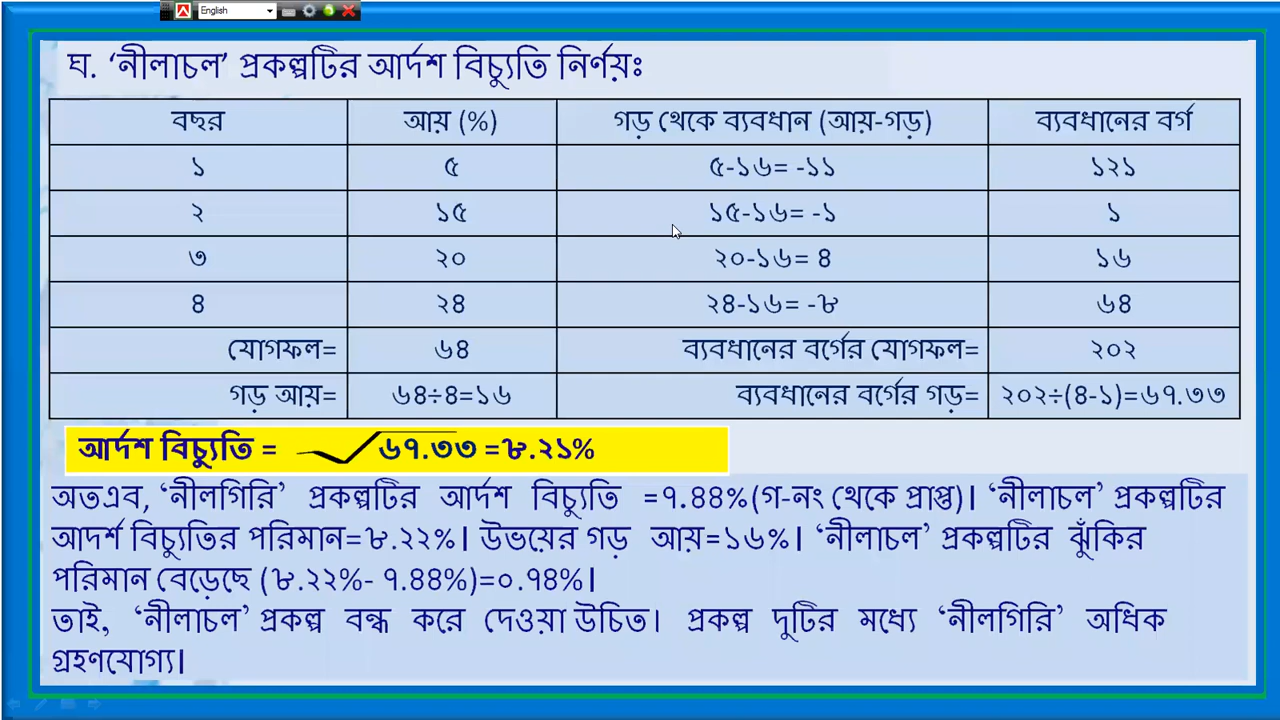 English
ঘ. ‘নীলাচল’ প্রকল্পটির আর্দশ বিচ্যুতি নির্ণয়ঃ
বছর আয় (%) গড় থেকে ব্যবধান (আয়-গড়) ব্যবধানের বর্গ
১ ৫ ৫-১৬= -১১ ১২১
২ ১৫ ১৫-১৬= -১ ১
৩ ২০ ২০-১৬= ৪ ১৬
৪ ২৪ ২৪-১৬= -৮ ৬৪
যোগফল= ৬৪ ব্যবধানের বর্গের যোগফল= ২০২
গড় আয়= ৬৪÷৪=১৬ ব্যবধানের বর্গের গড়= ২০২÷(৪-১)=৬৭.৩৩
আর্দশ বিচ্যুতি = √৬৭.৩৩ =৮.২১%
অতএব, ‘নীলগিরি’ প্রকল্পটির আর্দশ বিচ্যুতি =৭.৪৪%(গ-নং থেকে প্রাপ্ত)। ‘নীলাচল’ প্রকল্পটির
আদর্শ বিচ্যুতির পরিমান=৮.২২%। উভয়ের গড় আয়=১৬%। ‘নীলাচল’ প্রকল্পটির ঝুঁকির
পরিমান বেড়েছে (৮.২২%- ৭.৪৪%)=০.৭৪%।
তাই, ‘নীলাচল’ প্রকল্প বন্ধ করে দেওয়া উচিত। প্রকল্প দুটির মধ্যে ‘নীলগিরি’ অধিক
গ্রহণযোগ্য।